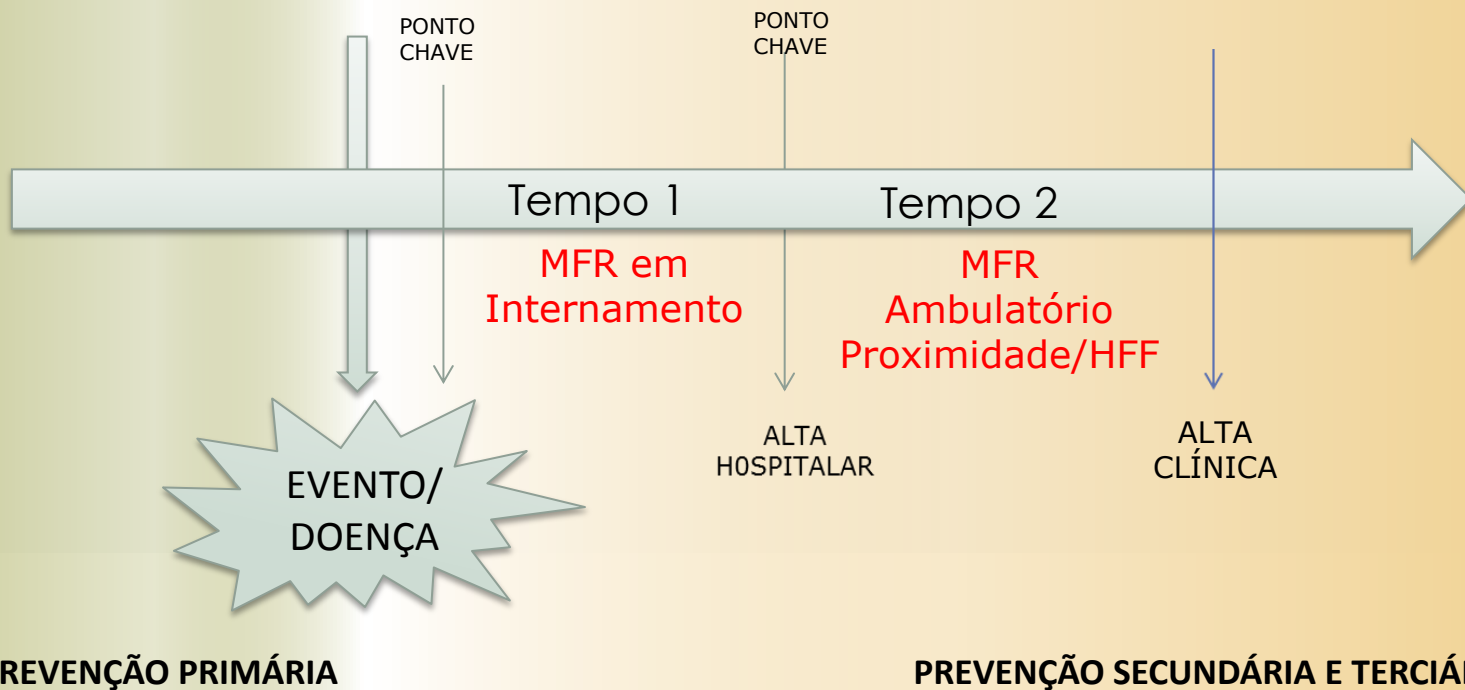 PONTO
CHAVE
PONTO
CHAVE
Tempo 1
Tempo 2
MFR em
Internamento
MFR
Ambulatório
Proximidade/HFF
ALTA
H0SPITALAR
ALTA
CLÍNICA
EVENTO/
DOENÇA
REVENÇÃO PRIMÁRIA
PREVENÇÃO SECUNDÁRIA E TERCIÁ